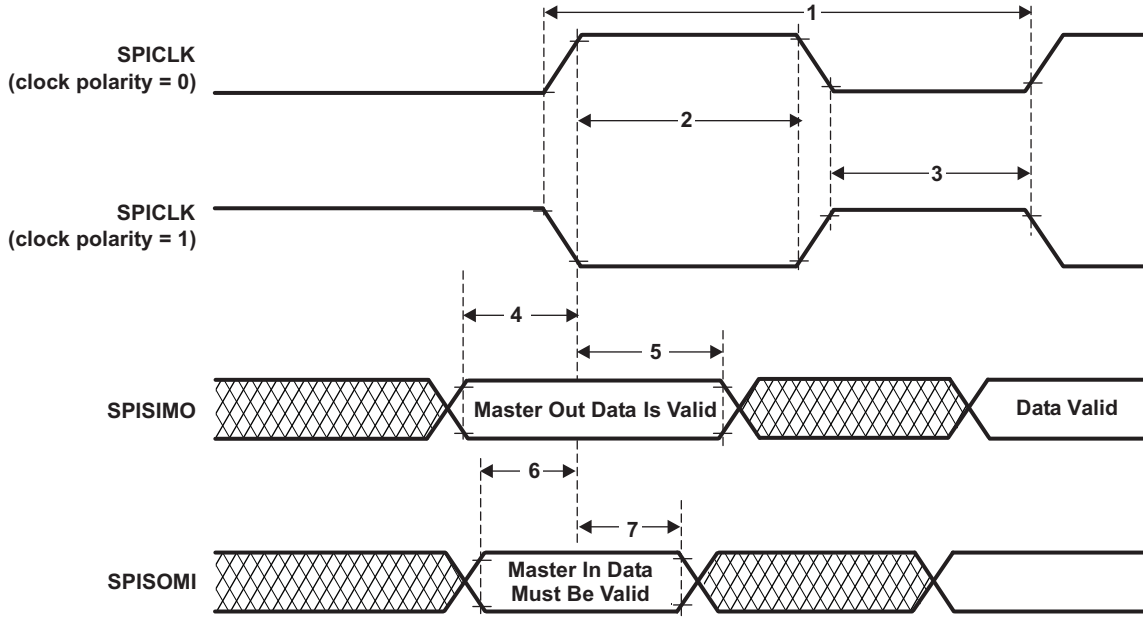 1
SPICLK
(clock polarity = 0)
2
3
SPICLK
(clock polarity = 1)
4
5
SPISIMO
Master Out Data Is Valid
Data Valid
6
7
SPISOMI
Master In Data
Must Be Valid